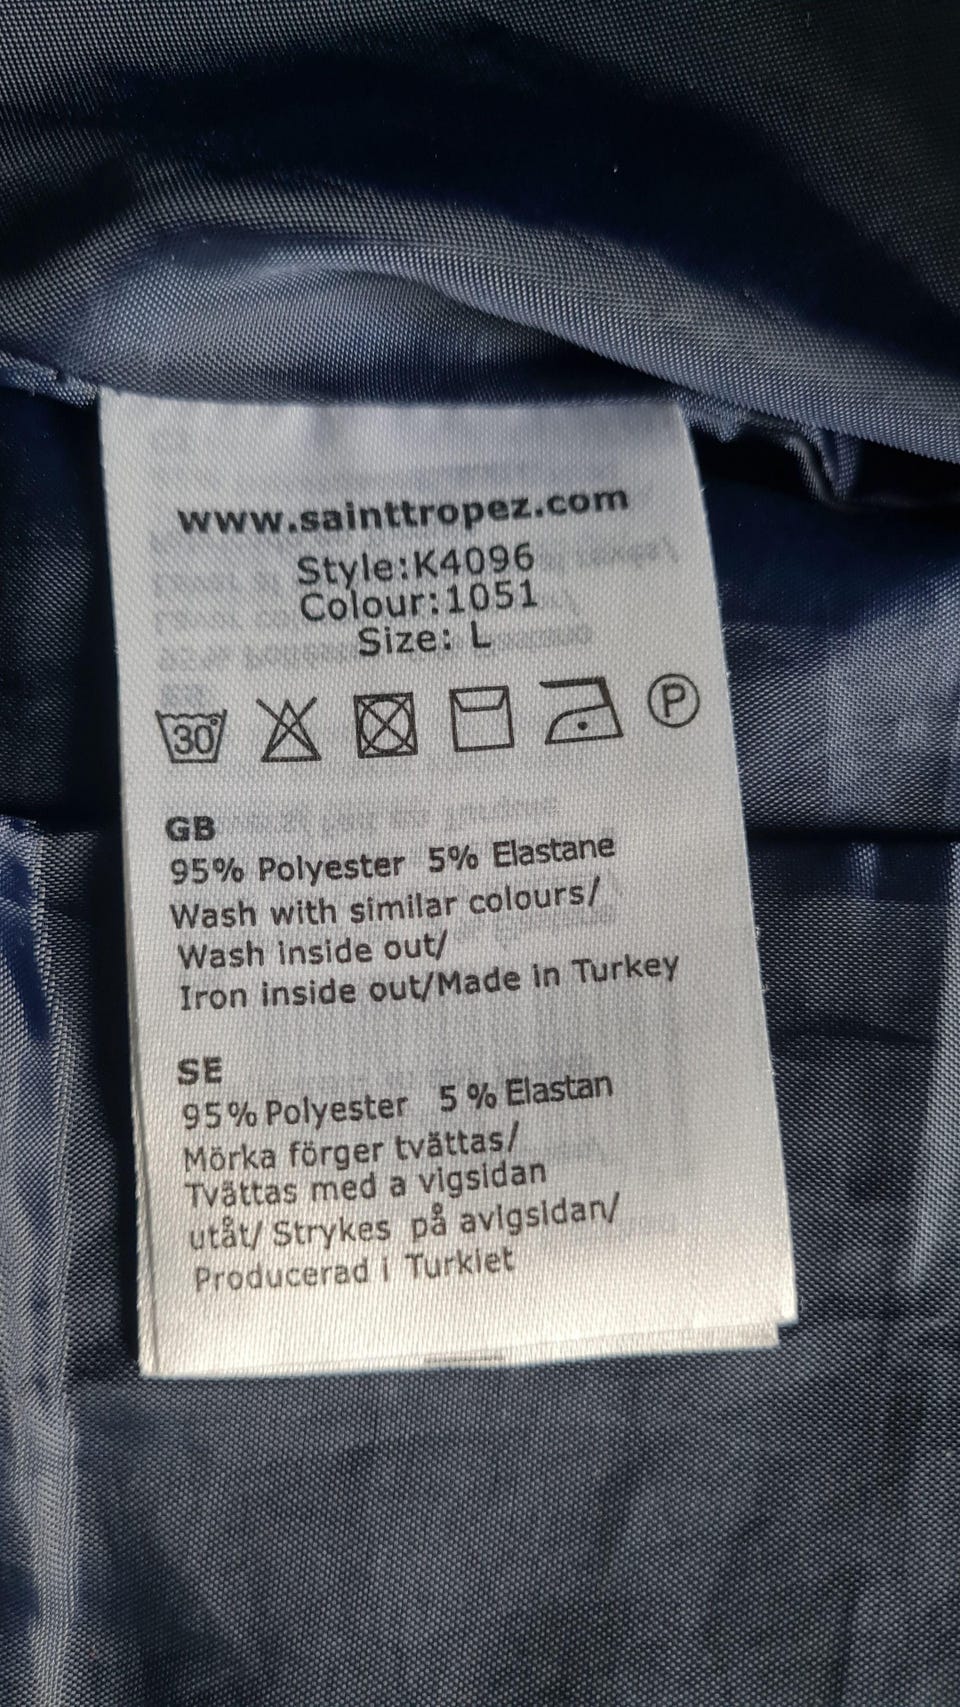 www.sainttropez.com
Style:K4096
Colour:1051
Size: L
30°
P
GB
95% Polyester 5% Elastane
Wash with similar colours/
Wash inside out/
Iron inside out/Made in Turkey
SE
95% Polyester 5 % Elastan
Mörka förger tvättas/
Tvättas med a vigsidan
utåt/ Strykes på avigsidan/
Producerad i Turkiet